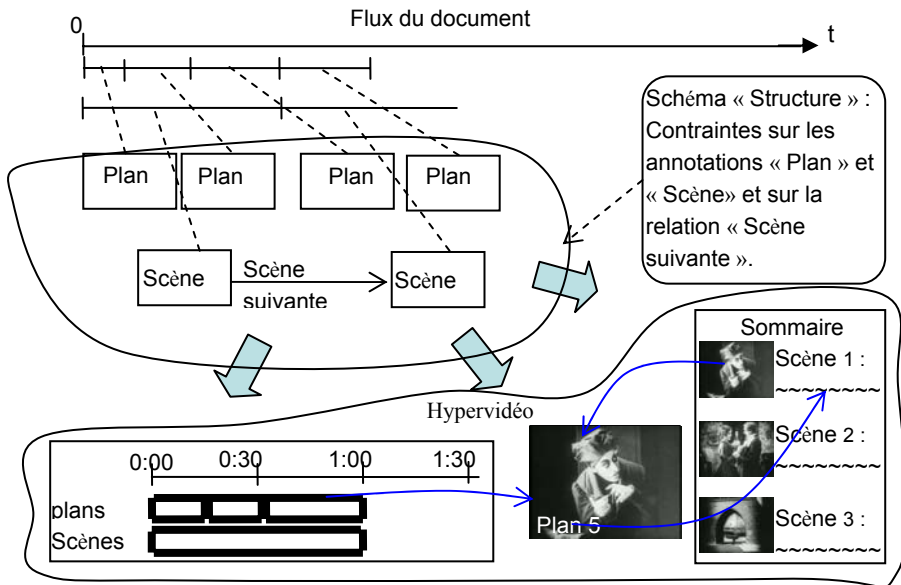 Flux du document
0
t
Schéma « Structure » :
Contraintes sur les
annotations « Plan » et
« Scène» et sur la
relation « Scène
suivante ».
Plan
Plan
Plan
Plan
Scène
Scène
suivante
Scène
Hypervidéo
Sommaire
Scène 1 :
~~~~~~~~
Scène 2 :
~~~~~~~~
Scène 3 :
~~~~~~~~
0:00 0:30 1:00 1:30
plans
Scènes
Plan 5